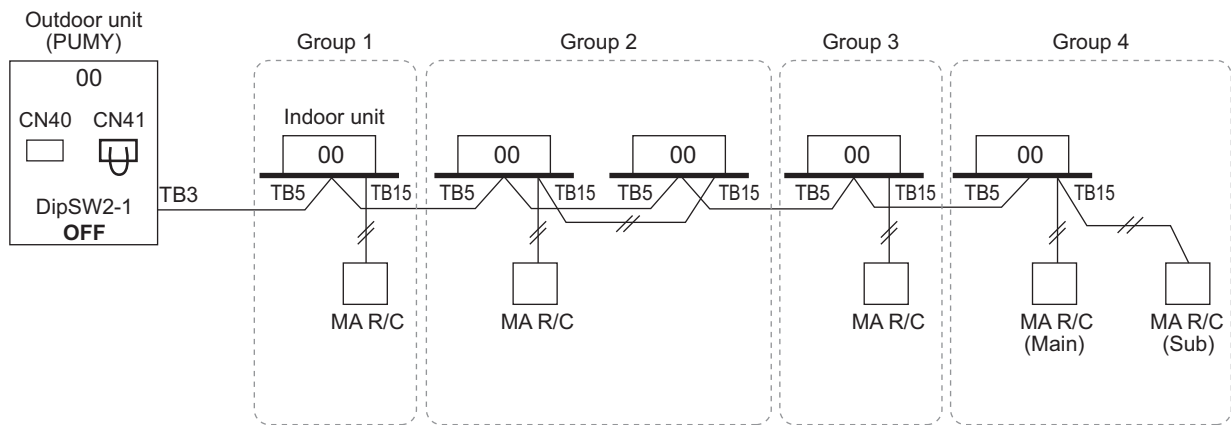 Outdoor unit
(PUMY)
00
CN40 CN41
DipSW2-1
OFF
TB3
Group 1
Indoor unit
00
TB5 TB15
MA R/C
Group 2
00 00
TB5 TB15 TB5 TB15
MA R/C
Group 3
00
TB5 TB15
MA R/C
Group 4
00
TB5 TB15
MA R/C
(Main)
MA R/C
(Sub)